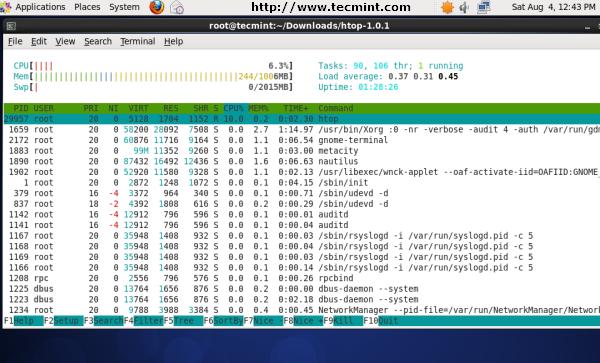 Applications Places System http://www.tecmint.com Sat Aug 4, 12:43 PM
root@tecmint:~/Downloads/htop-1.0.1
File Edit View Search Terminal Help
CPU[|||| 6.3%] Tasks: 90, 106 thr; 1 running
Mem[||||||||||||||||||||||||||||||||||||||||||244/1006MB] Load average: 0.37 0.31 0.45
Swp[| 0/2015MB] Uptime: 01:28:26
PID USER PRI NI VIRT RES SHR S CPU% MEM% TIME+ Command
29957 root 20 0 5128 1704 1152 R 10.0 0.2 0:02.30 htop
1659 root 20 0 58200 28092 7508 S 0.0 2.7 1:14.97 /usr/bin/Xorg :0 -nr -verbose -audit 4 -auth /var/run/gdm
2172 root 20 0 60876 11716 9164 S 0.0 1.1 0:06.54 gnome-terminal
1883 root 20 0 99M 11352 9260 S 0.0 1.1 0:03.00 metacity
1890 root 20 0 87432 16492 12436 S 0.0 1.6 0:06.63 nautilus
1902 root 20 0 52920 11580 9328 S 0.0 1.1 0:02.13 /usr/libexec/wnck-applet --oaf-activate-iid=OAFIID:GNOME_
1 root 20 0 2872 1248 1072 S 0.0 0.1 0:04.15 /sbin/init
379 root 16 -4 3372 964 340 S 0.0 0.1 0:00.71 /sbin/udevd -d
837 root 18 -2 4392 1808 616 S 0.0 0.2 0:00.29 /sbin/udevd -d
1142 root 16 -4 12912 796 596 S 0.0 0.1 0:00.01 auditd
1141 root 16 -4 12912 796 596 S 0.0 0.1 0:00.04 auditd
1167 root 20 0 35948 1408 932 S 0.0 0.1 0:00.03 /sbin/rsyslogd -i /var/run/syslogd.pid -c 5
1168 root 20 0 35948 1408 932 S 0.0 0.1 0:00.04 /sbin/rsyslogd -i /var/run/syslogd.pid -c 5
1169 root 20 0 35948 1408 932 S 0.0 0.1 0:00.03 /sbin/rsyslogd -i /var/run/syslogd.pid -c 5
1166 root 20 0 35948 1408 932 S 0.0 0.1 0:00.14 /sbin/rsyslogd -i /var/run/syslogd.pid -c 5
1208 rpc 20 0 2556 796 576 S 0.0 0.1 0:00.26 rpcbind
1225 dbus 20 0 13764 1656 876 S 0.0 0.2 0:00.00 dbus-daemon --system
1223 dbus 20 0 13764 1656 876 S 0.0 0.2 0:02.18 dbus-daemon --system
1234 root 20 0 9788 3988 3384 S 0.0 0.4 0:00.45 NetworkManager --pid-file=/var/run/NetworkManager/Network
F1Help F2Setup F3SearchF4FilterF5Tree F6SortByF7Nice -F8Nice +F9Kill F10Quit